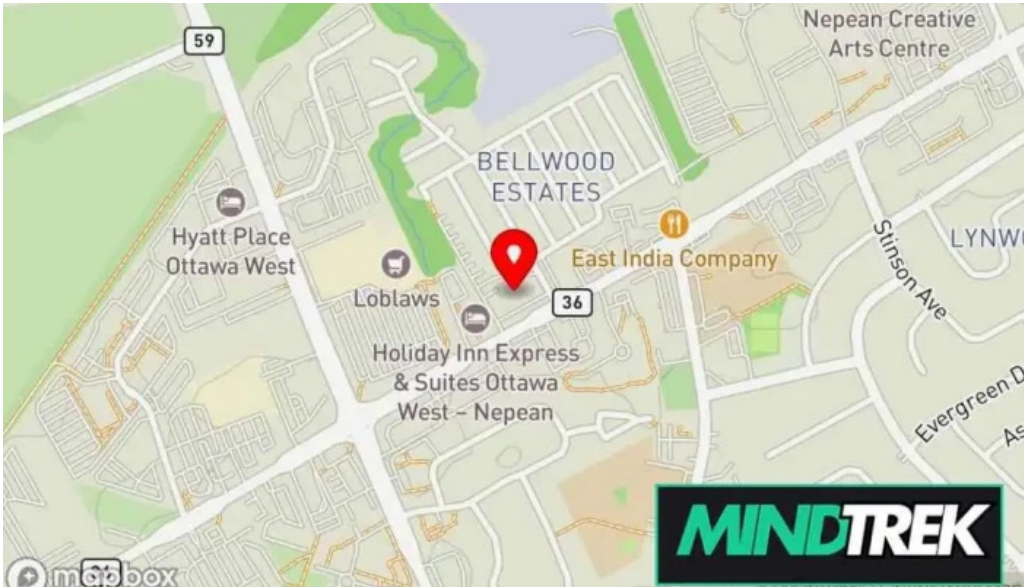 59
Nepean Creative
Arts Centre
BELLWOOD
ESTATES
Hyatt Place
Ottawa West
Stinson Ave
East India Company
Loblaws
36
Holiday Inn Express
& Suites Ottawa
West – Nepean
Evergreen
MINDTREK
mapbox